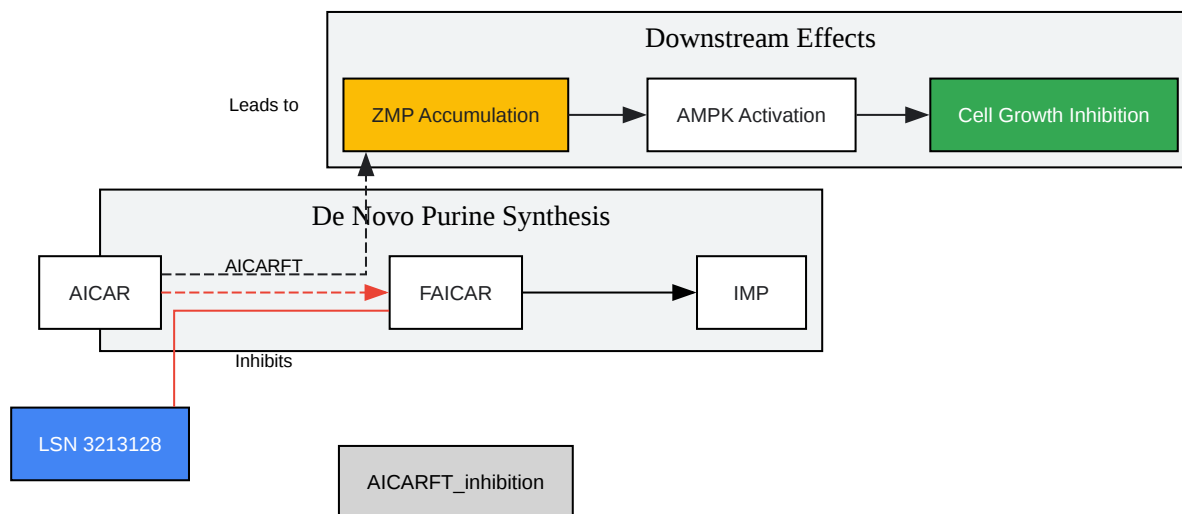 Downstream Effects
Leads to
ZMP Accumulation
AMPK Activation
Cell Growth Inhibition
De Novo Purine Synthesis
AICARFT
AICAR
FAICAR
IMP
Inhibits
LSN 3213128
AICARFT_inhibition